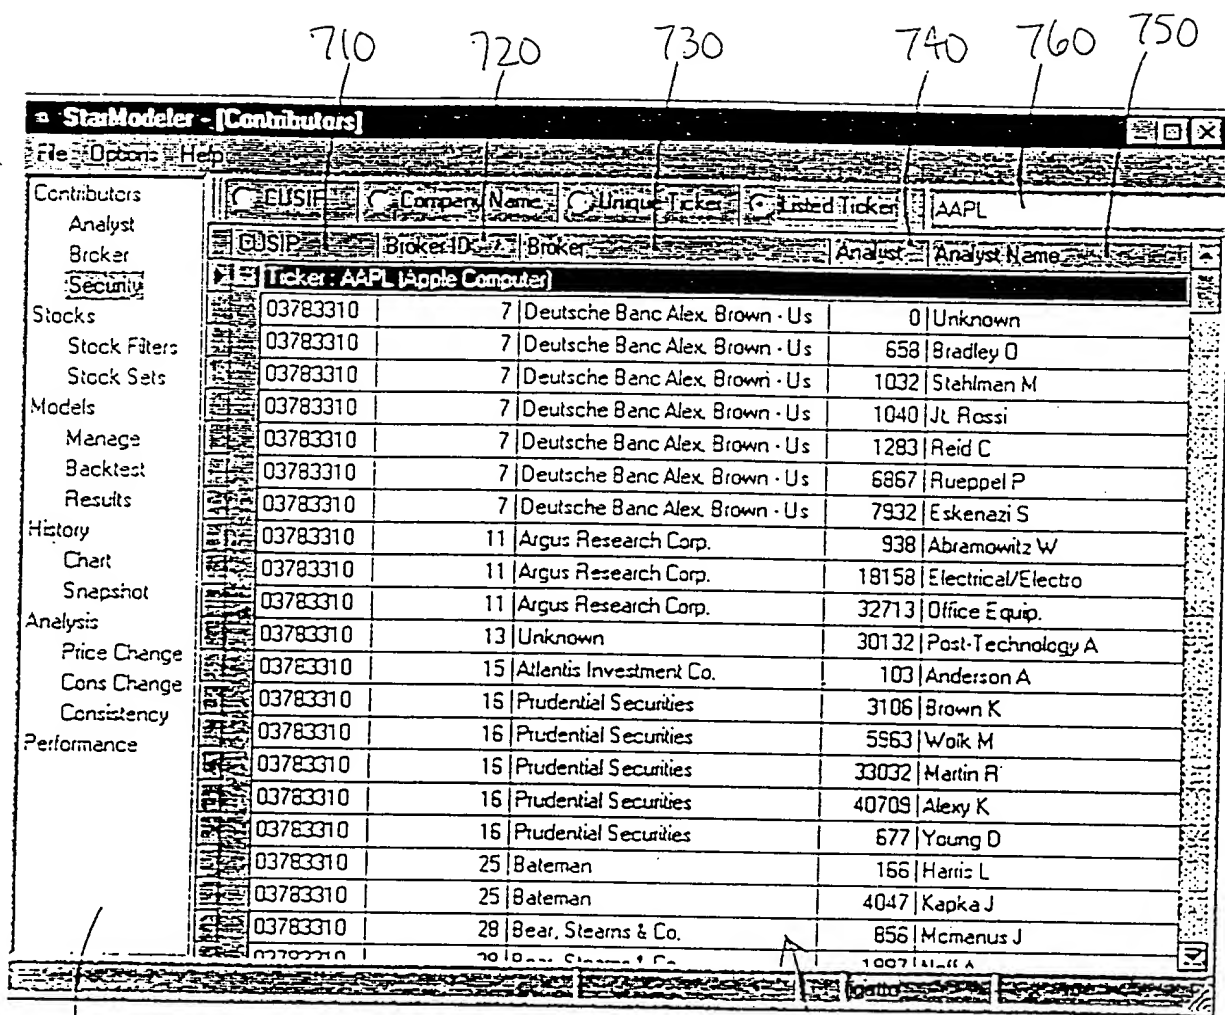 710 720 730 740 760 750
StarModeler - [Contributors]
File Options Help
Contributors
Analyst
Broker
Security
Stocks
Stock Filters
Stock Sets
Models
Manage
Backtest
Results
History
Chart
Snapshot
Analysis
Price Change
Cons Change
Consistency
Performance
CUSIP Company Name Unique Ticker Listed Ticker AAPL
CUSIP Broker ID Broker Analyst Analyst Name
Ticker : AAPL (Apple Computer)
03783310 7 Deutsche Banc Alex. Brown - Us 0 Unknown
03783310 7 Deutsche Banc Alex. Brown - Us 658 Bradley O
03783310 7 Deutsche Banc Alex. Brown - Us 1032 Stahlman M
03783310 7 Deutsche Banc Alex. Brown - Us 1040 Jt. Rossi
03783310 7 Deutsche Banc Alex. Brown - Us 1283 Reid C
03783310 7 Deutsche Banc Alex. Brown - Us 6867 Rueppel P
03783310 7 Deutsche Banc Alex. Brown - Us 7932 Eskenazi S
03783310 11 Argus Research Corp. 938 Abramowitz W
03783310 11 Argus Research Corp. 18158 Electrical/Electro
03783310 11 Argus Research Corp. 32713 Office Equip.
03783310 13 Unknown 30132 Post-Technology A
03783310 15 Atlantis Investment Co. 103 Anderson A
03783310 16 Prudential Securities 3106 Brown K
03783310 16 Prudential Securities 5963 Wolk M
03783310 16 Prudential Securities 33032 Martin R
03783310 16 Prudential Securities 40709 Alexy K
03783310 16 Prudential Securities 677 Young D
03783310 25 Bateman 166 Harris L
03783310 25 Bateman 4047 Kapka J
03783310 28 Bear, Stearns & Co. 856 Mcmanus J